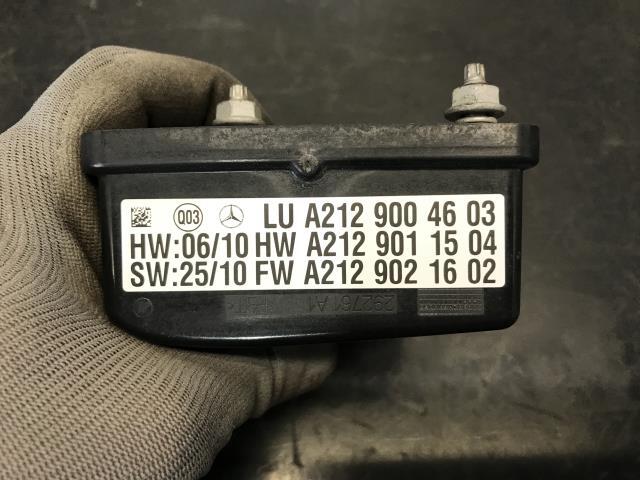 Q03 LU A212 900 46 03
HW:06/10 HW A212 901 15 04
SW:25/10 FW A212 902 16 02
292761A1